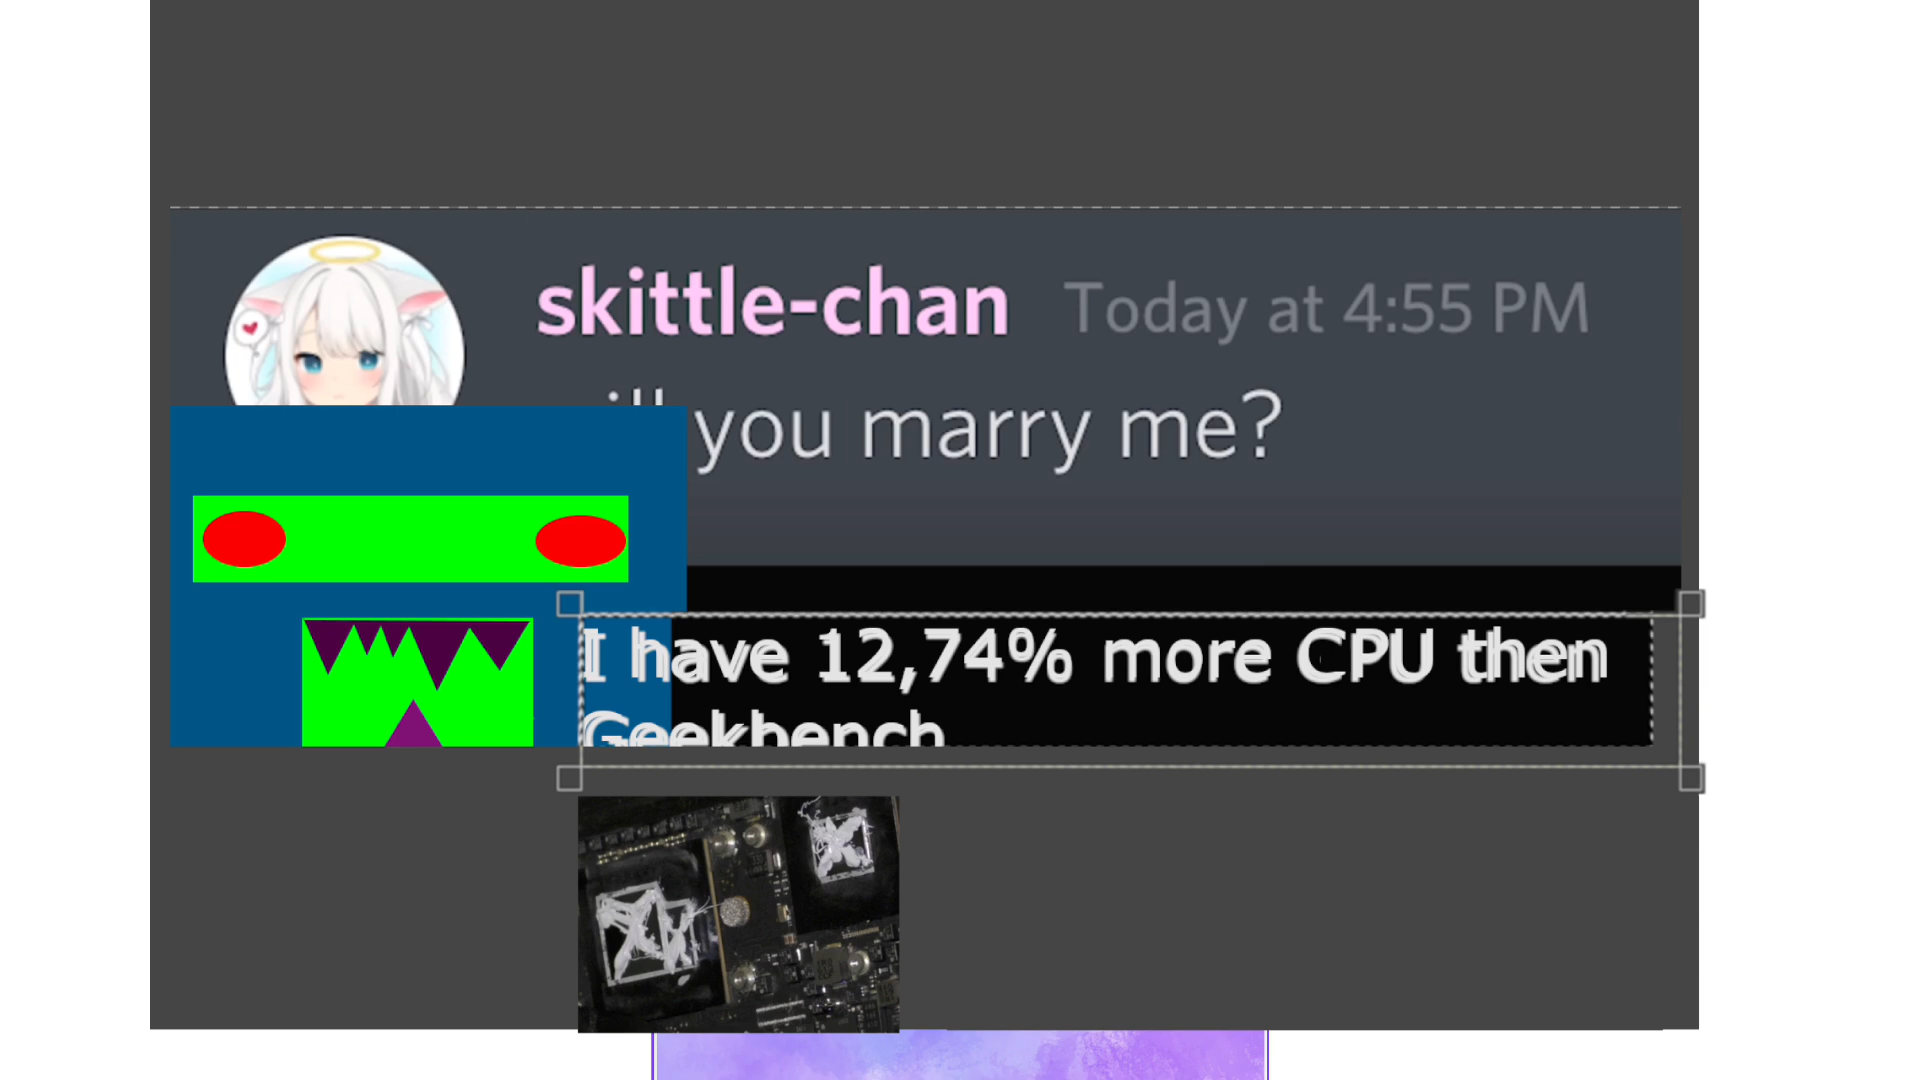 skittle-chan Today at 4:55 PM
you marry me?
I have 12,74% more CPU then
Geekbench